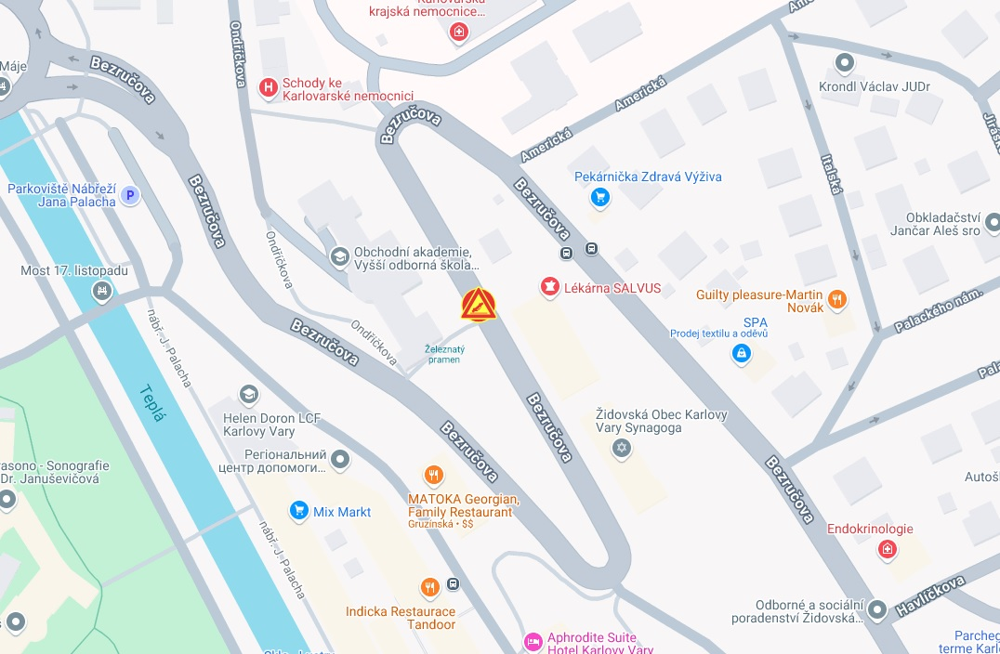 Karlovarská
krajská nemocnice...
Americká
Ondříčkova
Máje
Bezručova
Schody ke
Karlovarské nemocnici
H
Bezručova
Americká
Americká
Krondl Václav JUDr
Jirásk
Italská
Pekárnička Zdravá Výživa
Parkoviště Nábřeží
Jana Palacha
P
Bezručova
Bezručova
Obkladačství
Jančar Aleš sro
Ondříčkova
Obchodní akademie,
Vyšší odborná škola...
Most 17. listopadu
Lékárna SALVUS
Guilty pleasure-Martin
Novák
Palackého nám.
SPA
Prodej textilu a oděvů
nábř. J. Palacha
Bezručova
Ondříčkova
Železnatý
pramen
Pala
Teplá
Helen Doron LCF
Karlovy Vary
Bezručova
Bezručova
Židovská Obec Karlovy
Vary Synagoga
rasono - Sonografie
Dr. Januševičová
Регіональний
центр допомоги...
Bezručova
Autoš
MATOKA Georgian,
Family Restaurant
Gruzínská • $$
Mix Markt
nábř. J. Palacha
Endokrinologie
Indicka Restaurace
Tandoor
Havlíčkova
Odborné a sociální
poradenství Židovská...
Aphrodite Suite
Hotel Karlovy Vary
Parcheg
terme Karl